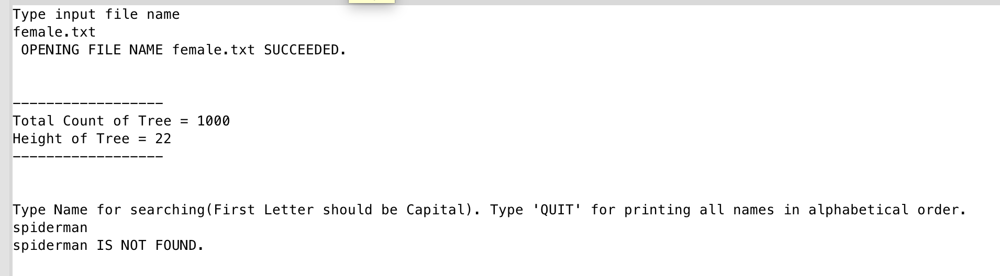 Type input file name
female.txt
OPENING FILE NAME female.txt SUCCEEDED.
------------------
Total Count of Tree = 1000
Height of Tree = 22
------------------
Type Name for searching(First Letter should be Capital). Type 'QUIT' for printing all names in alphabetical order.
spiderman
spiderman IS NOT FOUND.